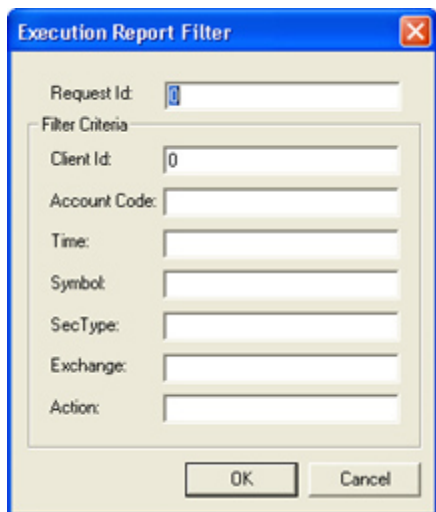 Execution Report Filter
Request Id: 0
Filter Criteria
Client Id: 0
Account Code:
Time:
Symbol:
SecType:
Exchange:
Action:
OK Cancel